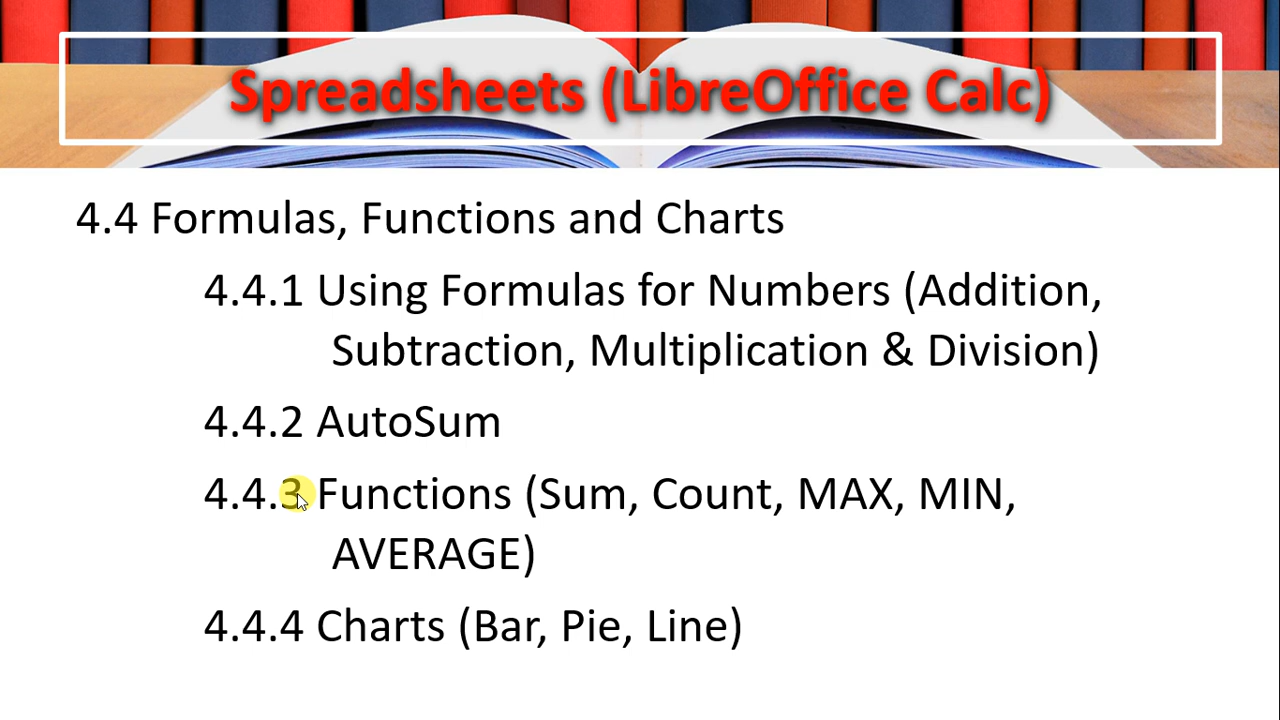 Spreadsheets (LibreOffice Calc)
4.4 Formulas, Functions and Charts
4.4.1 Using Formulas for Numbers (Addition,
Subtraction, Multiplication & Division)
4.4.2 AutoSum
4.4.3 Functions (Sum, Count, MAX, MIN,
AVERAGE)
4.4.4 Charts (Bar, Pie, Line)